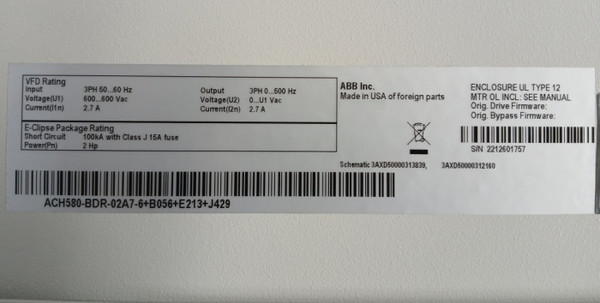 VFD Rating
Input 3PH 50...60 Hz Output 3PH 0...500 Hz
Voltage(U1) 600...600 Vac Voltage(U2) 0...U1 Vac
Current(I1n) 2.7 A Current(I2n) 2.7 A
E-Clipse Package Rating
Short Circuit 100kA with Class J 15A fuse
Power(Pn) 2 Hp
ABB Inc.
Made in USA of foreign parts
Schematic 3AXD50000313839, 3AXD50000312160
ENCLOSURE UL TYPE 12
MTR OL INCL: SEE MANUAL
Orig. Drive Firmware:
Orig. Bypass Firmware:
S/N 2212601757
ACH580-BDR-02A7-6+B056+E213+J429